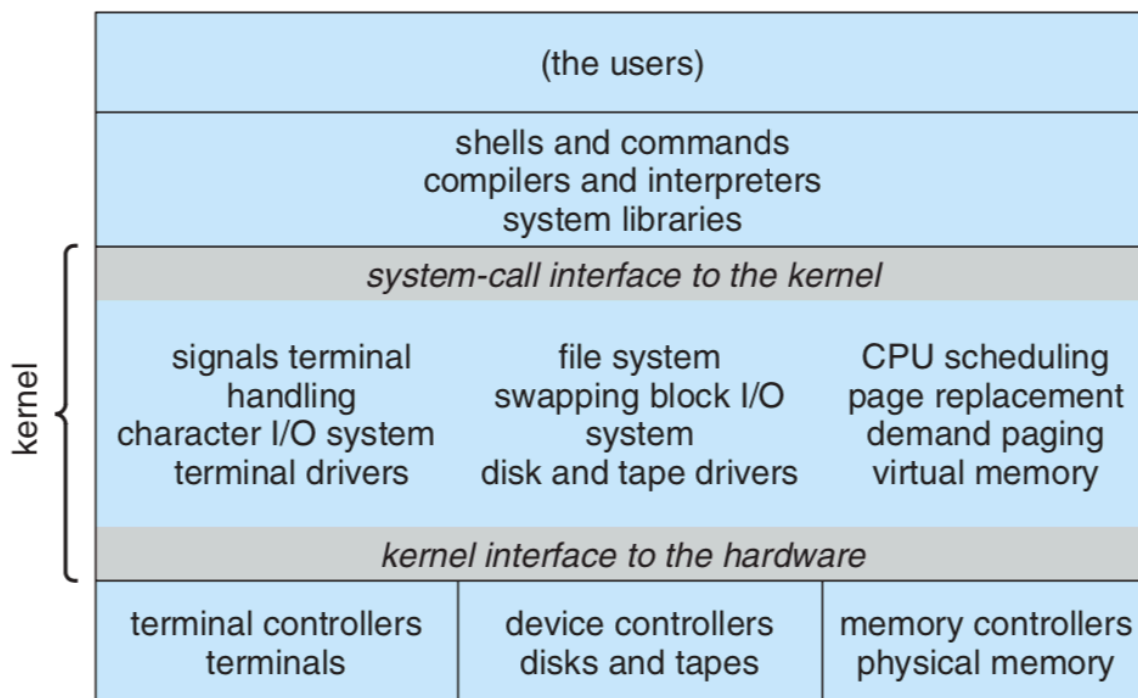 (the users)
shells and commands
compilers and interpreters
system libraries
system-call interface to the kernel
kernel
signals terminal
handling
character I/O system
terminal drivers
file system
swapping block I/O
system
disk and tape drivers
CPU scheduling
page replacement
demand paging
virtual memory
kernel interface to the hardware
terminal controllers
terminals
device controllers
disks and tapes
memory controllers
physical memory